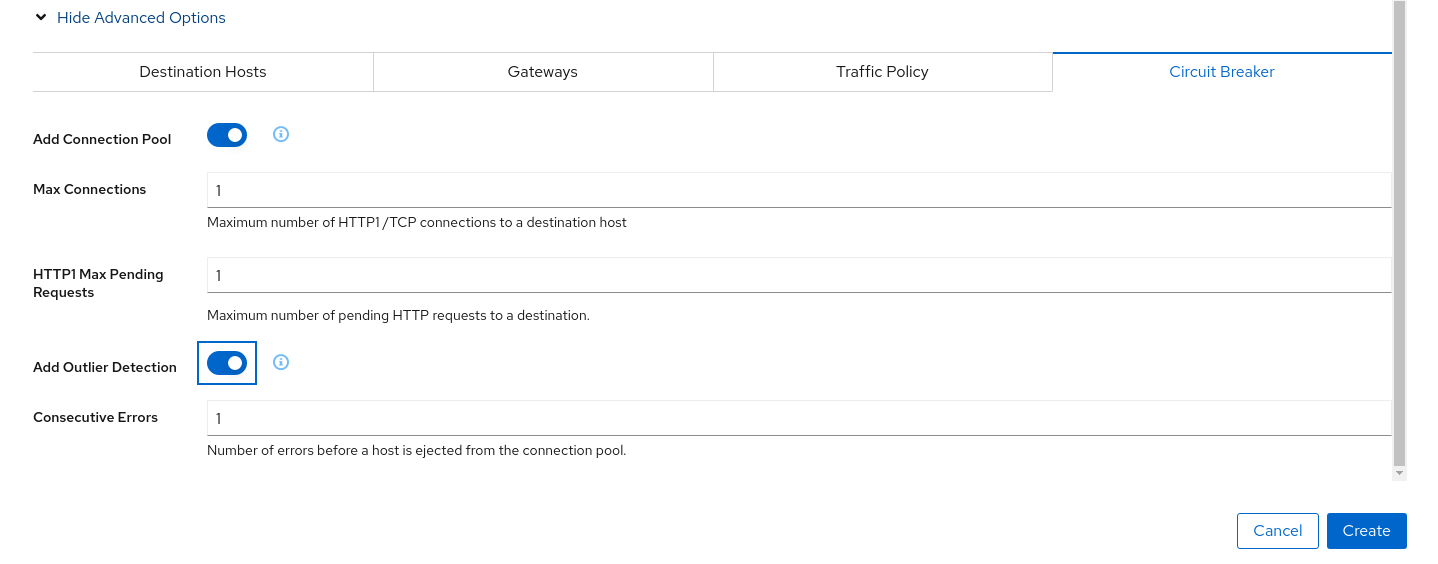 Hide Advanced Options
Destination Hosts
Gateways
Traffic Policy
Circuit Breaker
Add Connection Pool
Max Connections
1
Maximum number of HTTP1 /TCP connections to a destination host
HTTP1 Max Pending
Requests
1
Maximum number of pending HTTP requests to a destination.
Add Outlier Detection
Consecutive Errors
1
Number of errors before a host is ejected from the connection pool.
Cancel
Create